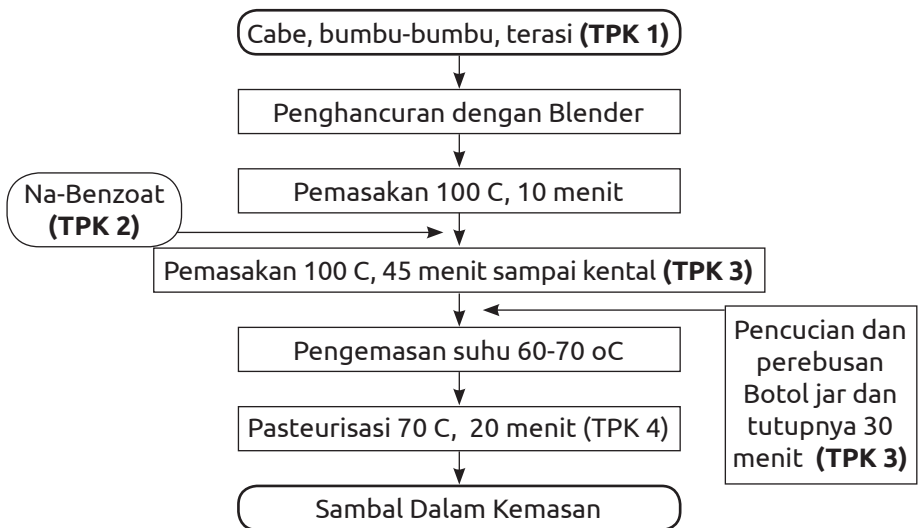 Cabe, bumbu-bumbu, terasi (TPK 1)
Penghancuran dengan Blender
Pemasakan 100 C, 10 menit
Na-Benzoat
(TPK 2)
Pemasakan 100 C, 45 menit sampai kental (TPK 3)
Pencucian dan
perebusan
Botol jar dan
tutupnya 30
menit (TPK 3)
Pengemasan suhu 60-70 oC
Pasteurisasi 70 C, 20 menit (TPK 4)
Sambal Dalam Kemasan